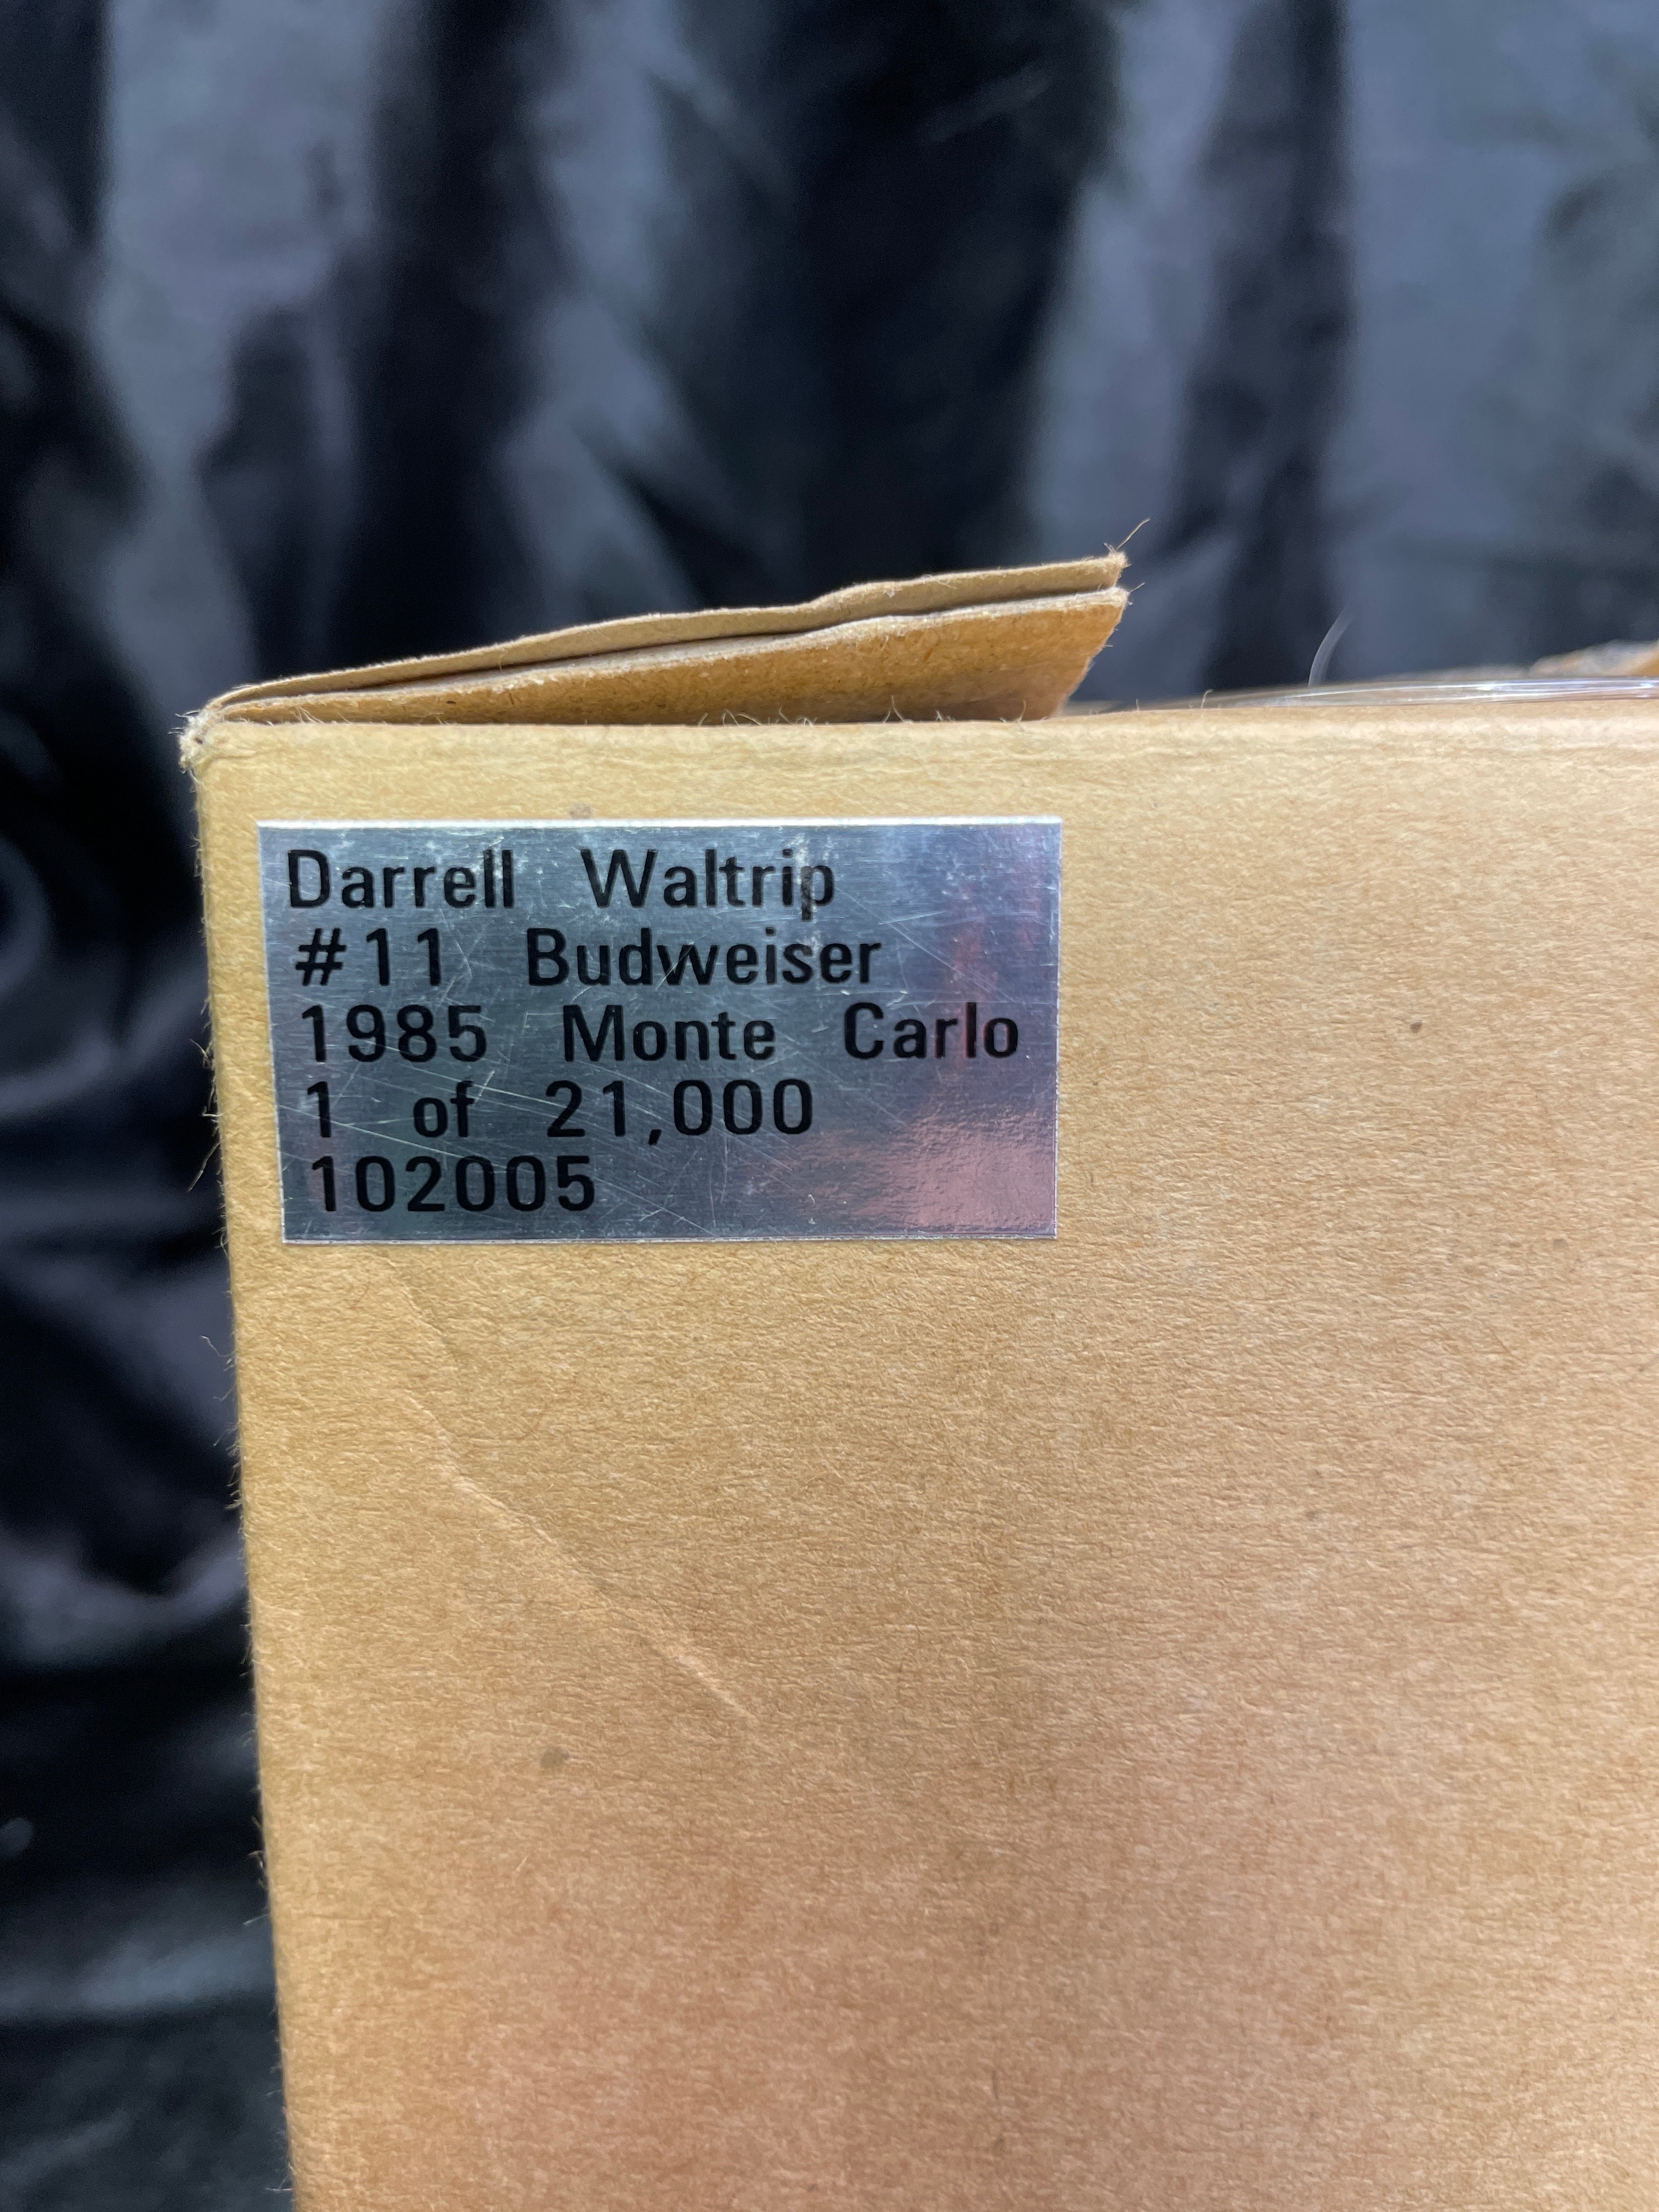 Darrell Waltrip
#11 Budweiser
1985 Monte Carlo
1 of 21,000
102005